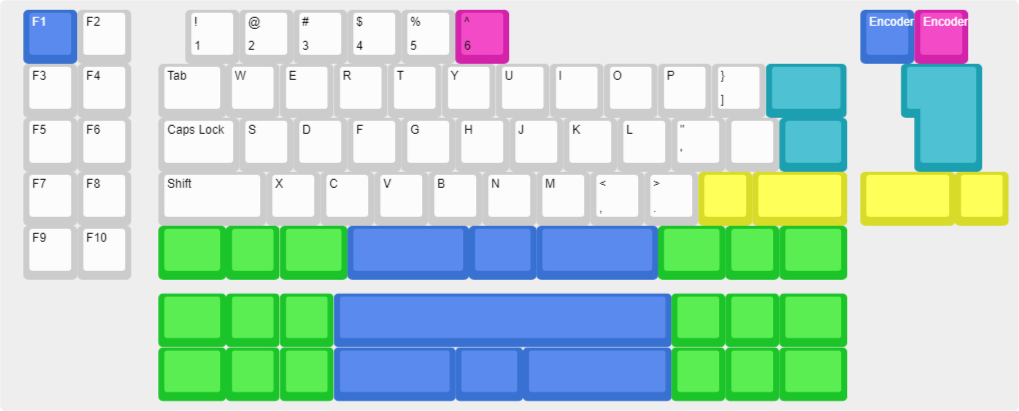 F1 F2 ! @ # $ % ^ Encoder Encoder
1 2 3 4 5 6
F3 F4 Tab W E R T Y U I O P }
]
F5 F6 Caps Lock S D F G H J K L "
'
F7 F8 Shift X C V B N M < >
, .
F9 F10